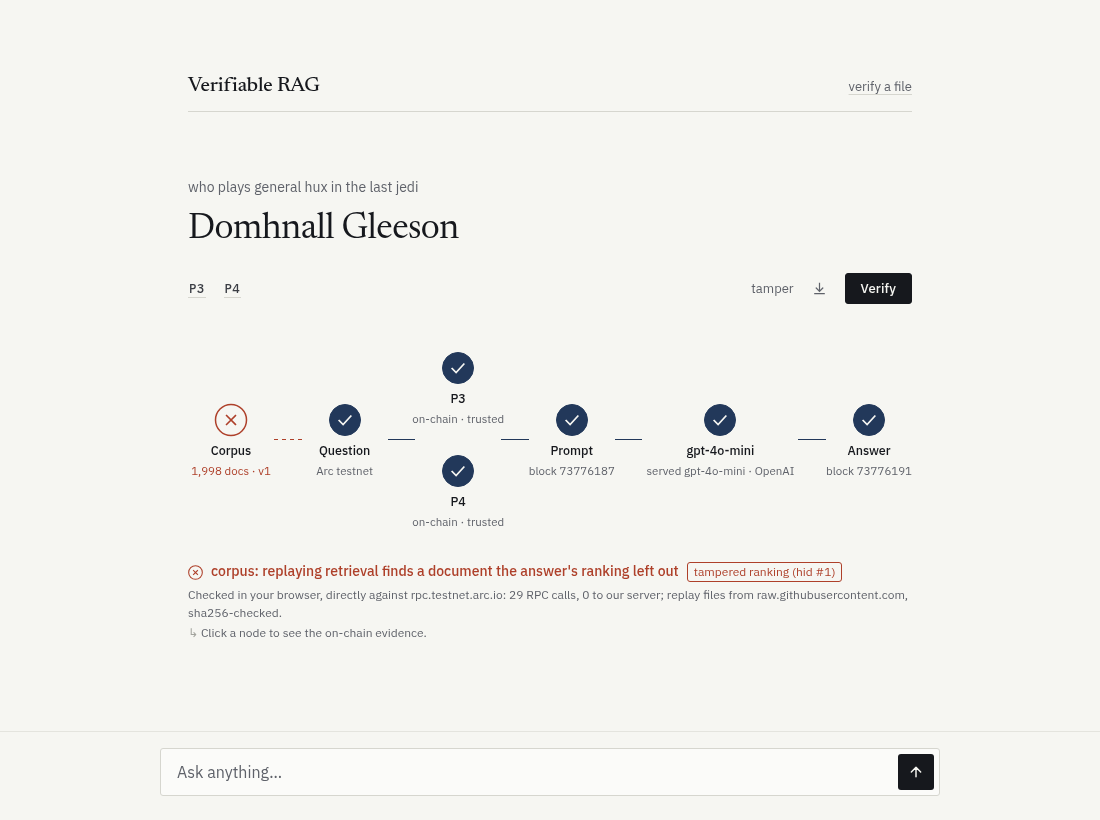 Verifiable RAG
verify a file
who plays general hux in the last jedi
Domhnall Gleeson
P3 P4
tamper
Verify
P3
on-chain · trusted
Corpus
1,998 docs · v1
Question
Arc testnet
P4
on-chain · trusted
Prompt
block 73776187
gpt-4o-mini
served gpt-4o-mini · OpenAI
Answer
block 73776191
corpus: replaying retrieval finds a document the answer's ranking left out
tampered ranking (hid #1)
Checked in your browser, directly against rpc.testnet.arc.io: 29 RPC calls, 0 to our server; replay files from raw.githubusercontent.com,
sha256-checked.
↳ Click a node to see the on-chain evidence.
Ask anything...